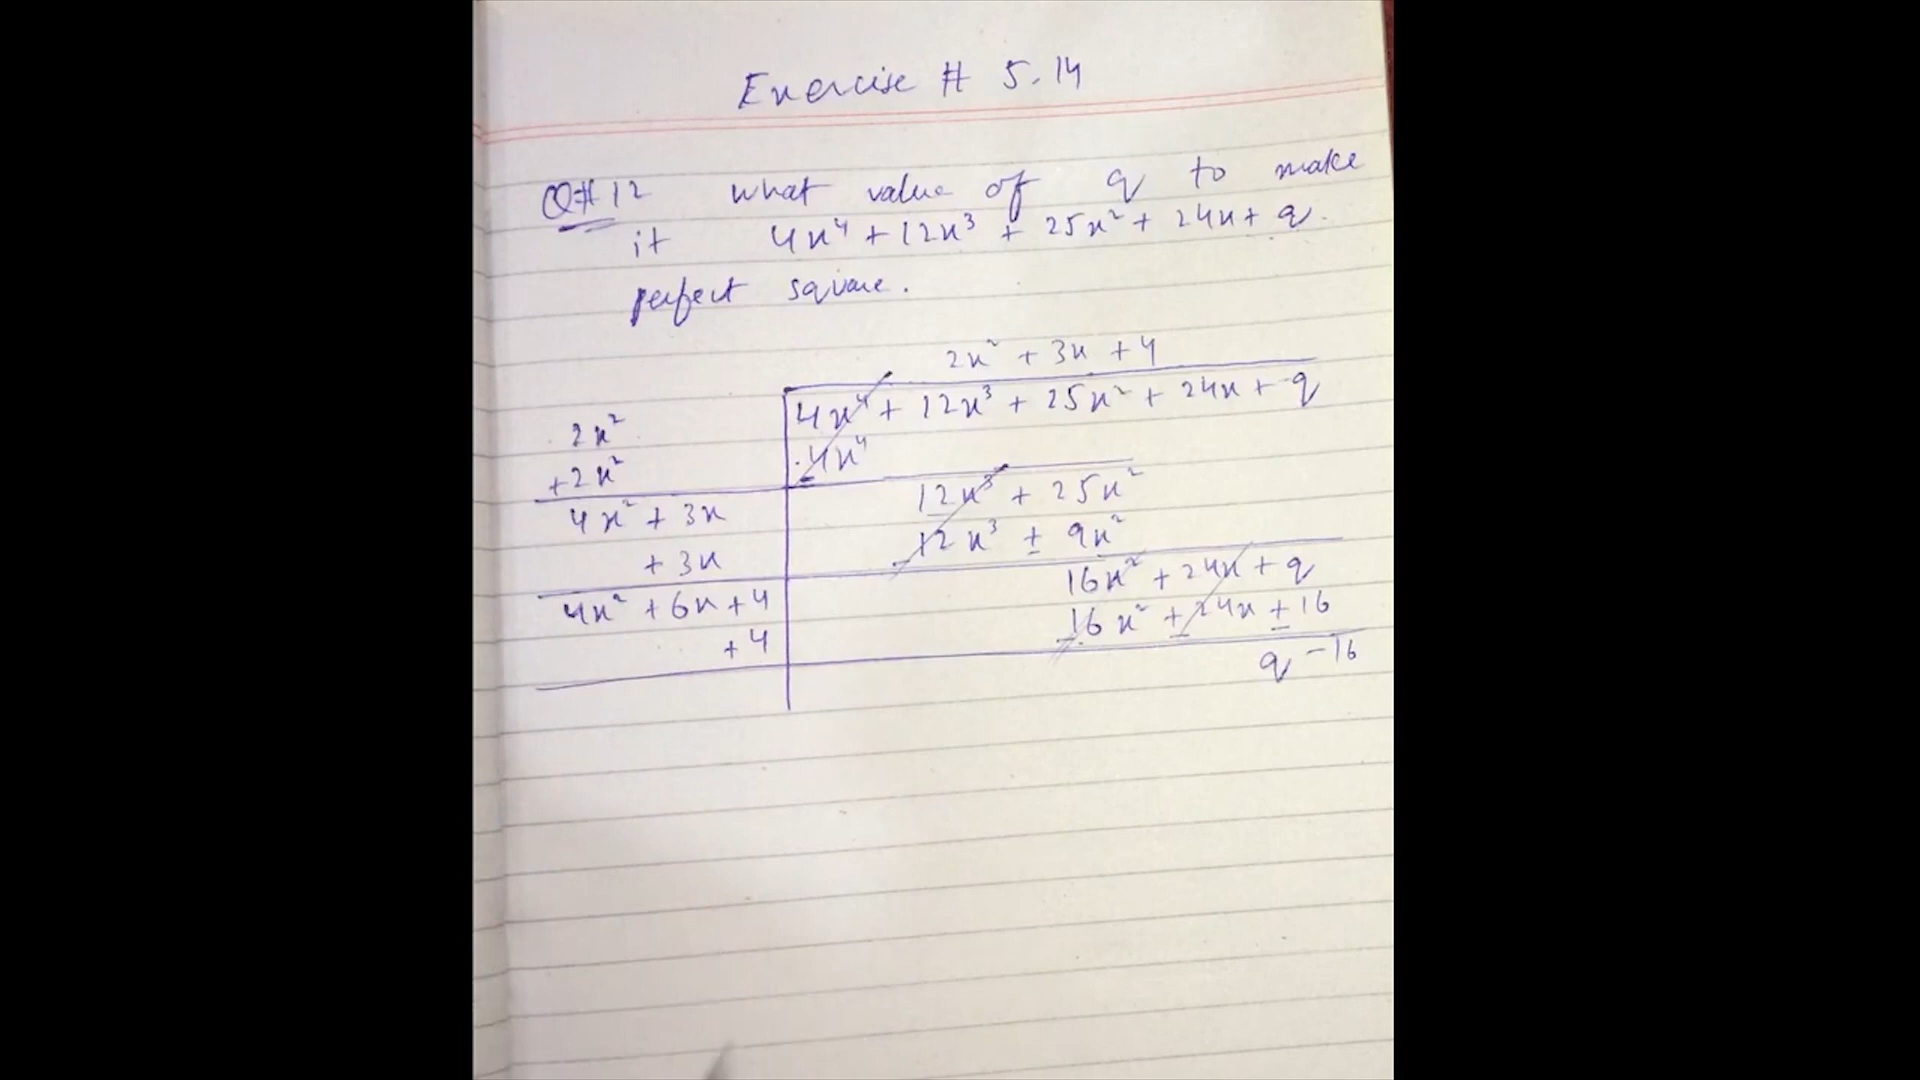 Exercise # 5.14
Q#12 what value of q to make
it 4x⁴ + 12x³ + 25x² + 24x + q
perfect square.
2x² + 3x + 4
2x² 4x⁴ + 12x³ + 25x² + 24x + q
+2x² -4x⁴
4x² + 3x 12x³ + 25x²
+ 3x -12x³ ± 9x²
4x² + 6x + 4 16x² + 24x + q
+4 -16x² ± 24x ± 16
q - 16